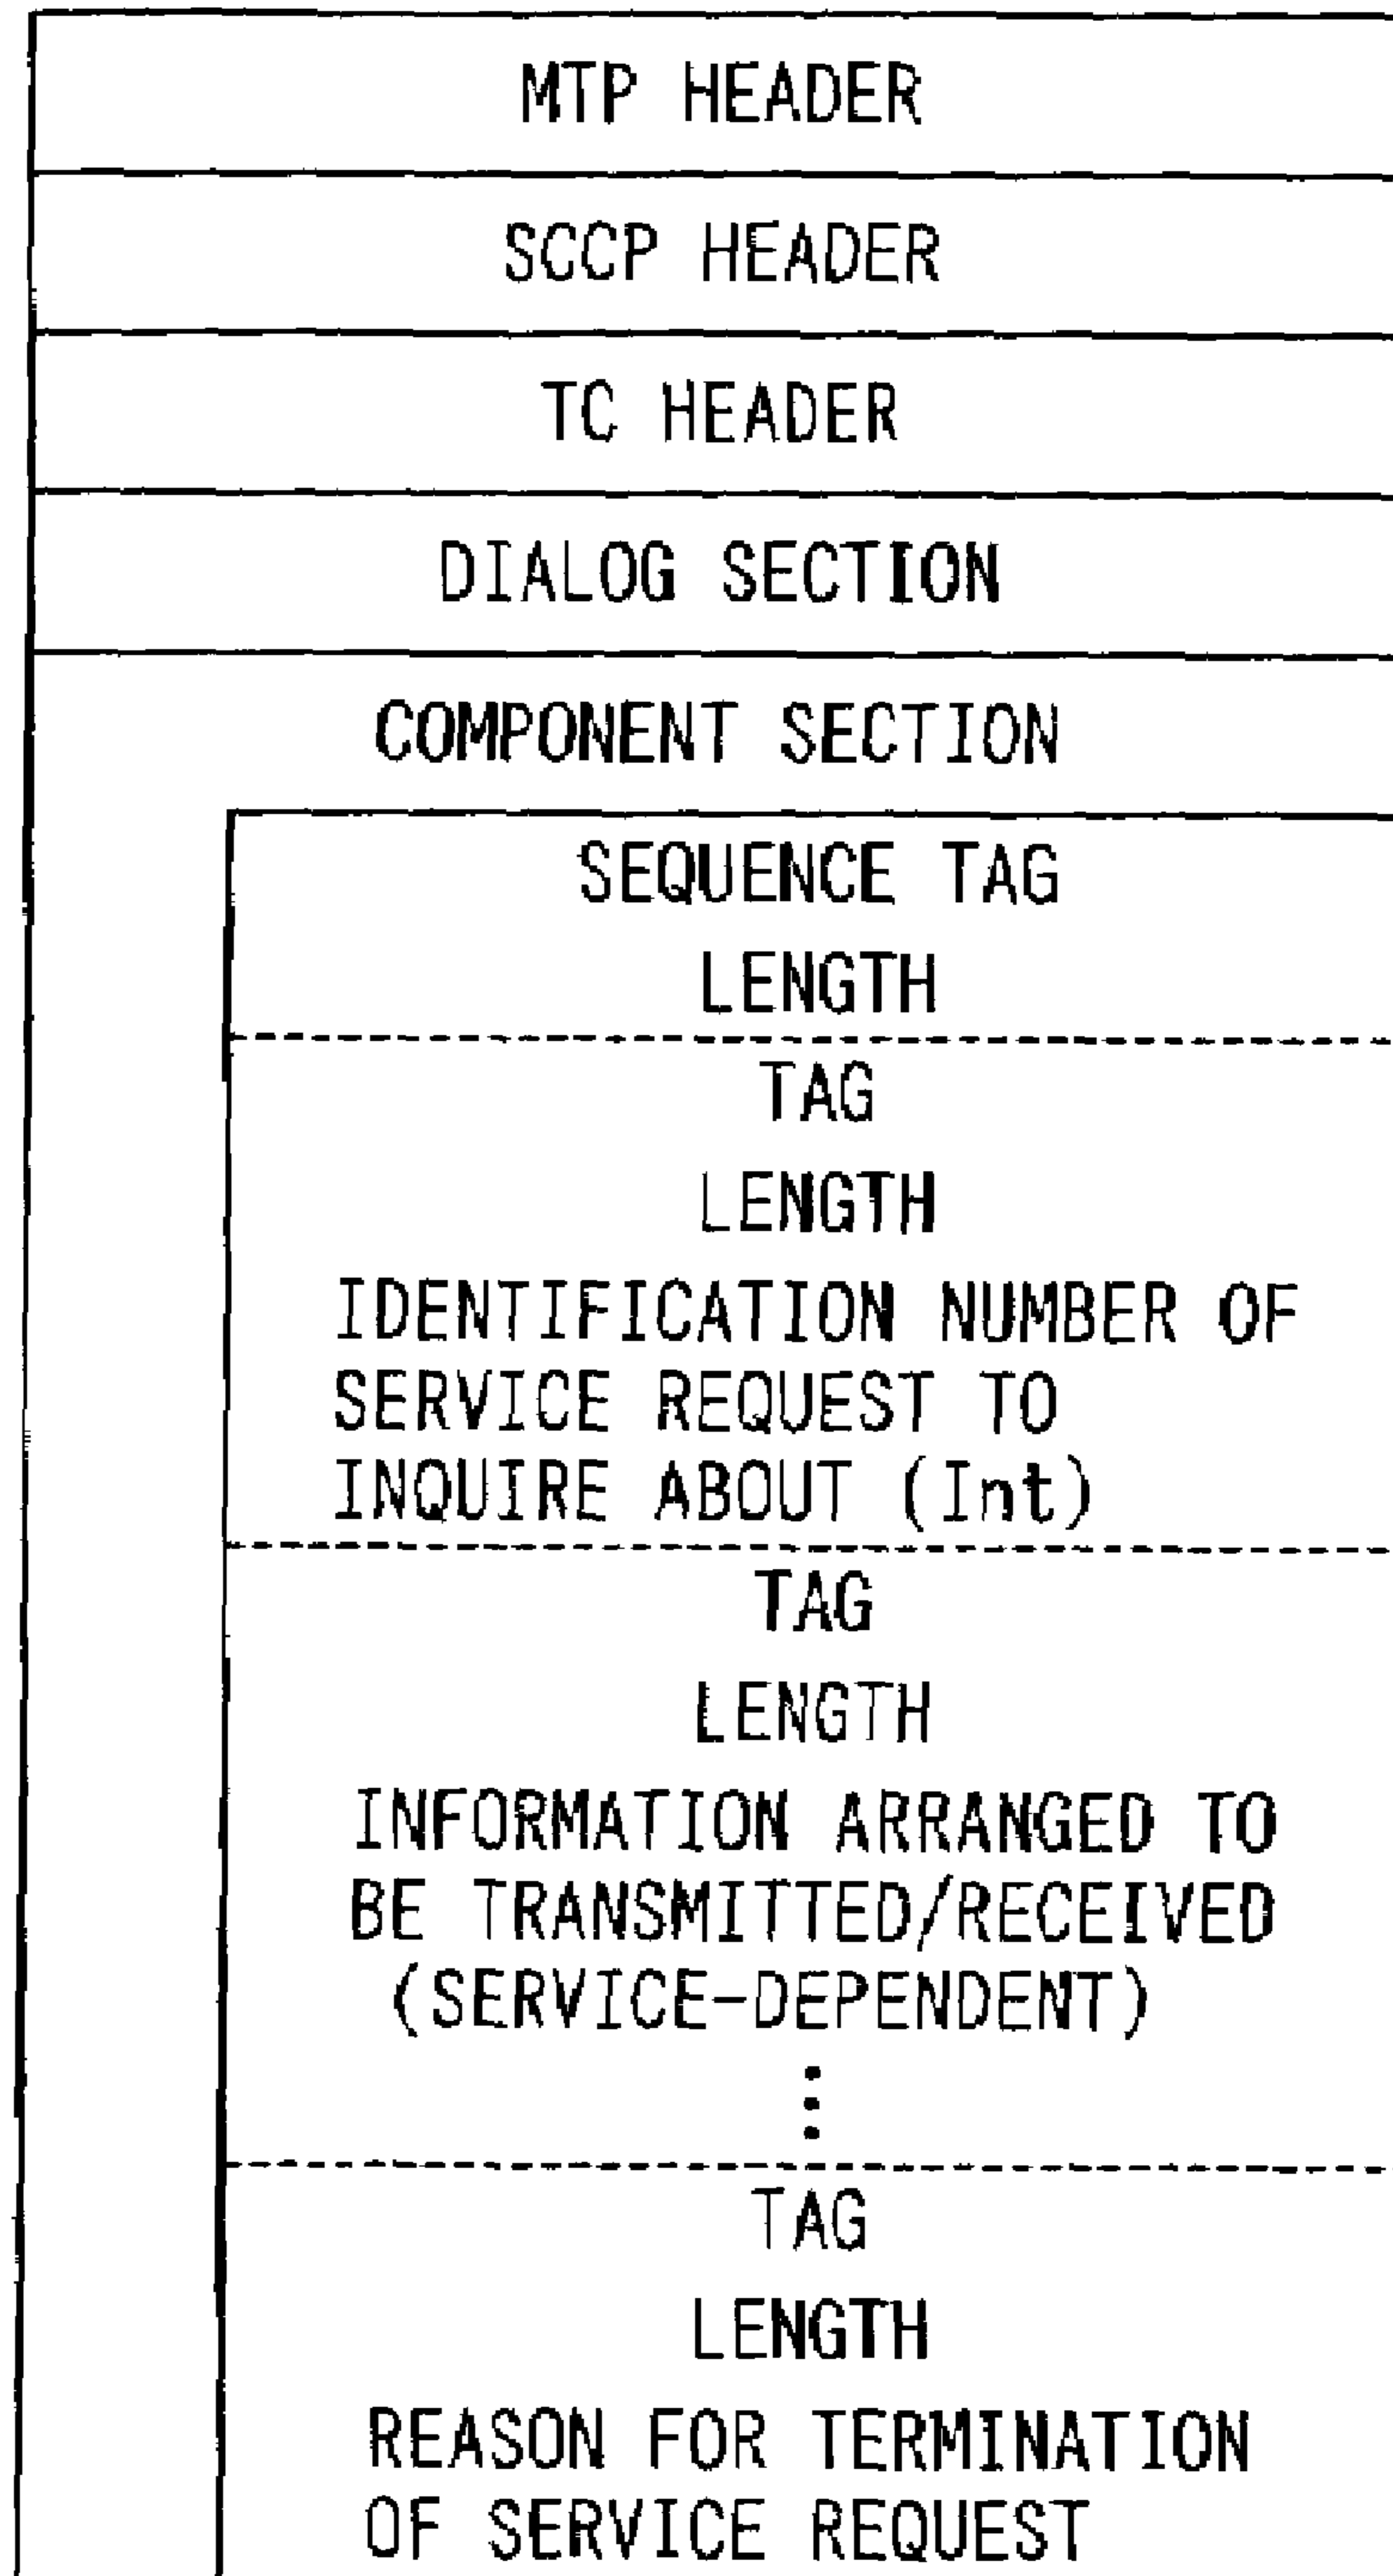 MTP HEADER
SCCP HEADER
TC HEADER
DIALOG SECTION
COMPONENT SECTION
SEQUENCE TAG
LENGTH
TAG
LENGTH
IDENTIFICATION NUMBER OF
SERVICE REQUEST TO
INQUIRE ABOUT (Int)
TAG
LENGTH
INFORMATION ARRANGED TO
BE TRANSMITTED/RECEIVED
(SERVICE-DEPENDENT)
TAG
LENGTH
REASON FOR TERMINATION
OF SERVICE REQUEST